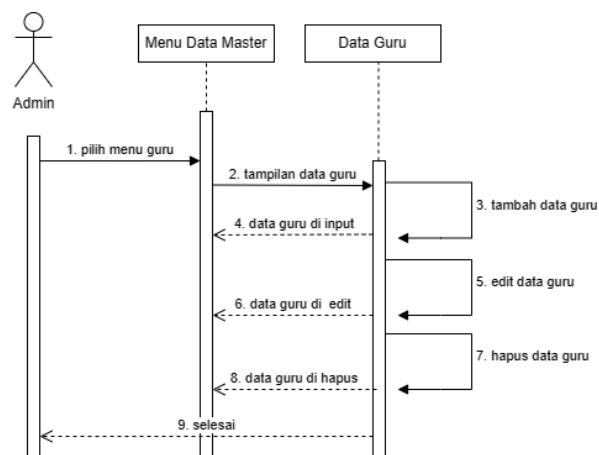 Menu Data Master
Data Guru
Admin
1. pilih menu guru
2. tampilan data guru
3. tambah data guru
4. data guru di input
5. edit data guru
6. data guru di edit
7. hapus data guru
8. data guru di hapus
9. selesai